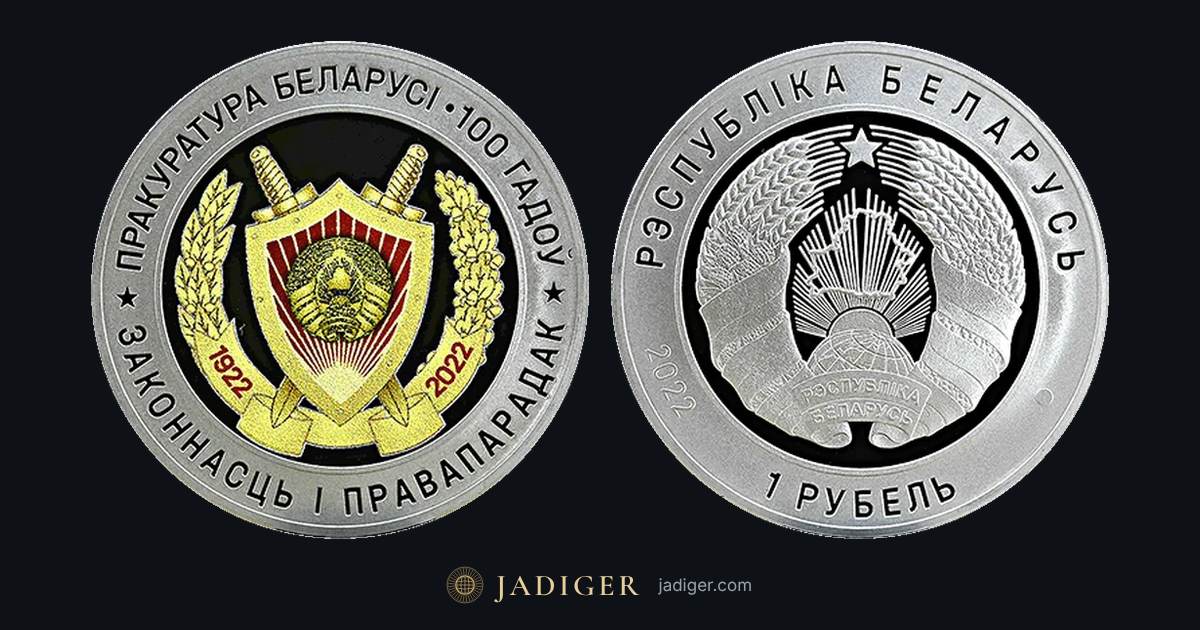 ПРАКУРАТУРА БЕЛАРУСІ • 100 ГАДОЎ
★ ЗАКОННАСЦЬ І ПРАВАПАРАДАК ★
1922
2022
РЭСПУБЛІКА БЕЛАРУСЬ
РЭСПУБЛІКА
БЕЛАРУСЬ
2022
1 РУБЕЛЬ
JADIGER
jadiger.com